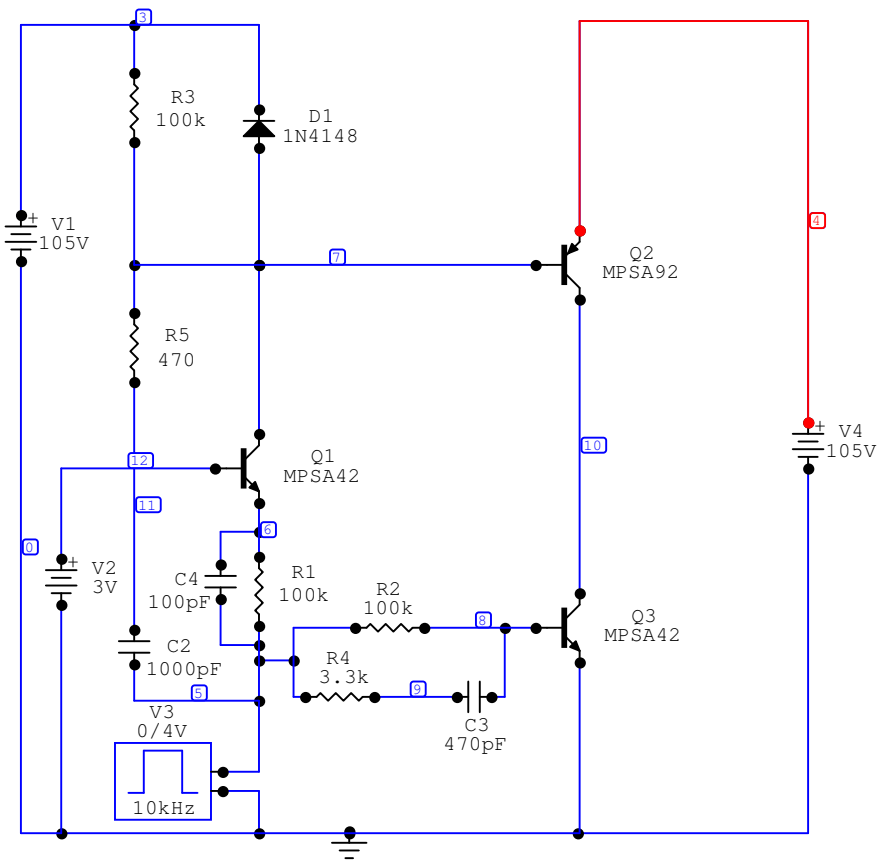 3
R3
100k
D1
1N4148
+
V1
105V
4
7
Q2
MPSA92
R5
470
+
V4
105V
10
12
Q1
MPSA42
11
6
0
+
V2
3V
C4
100pF
R1
100k
R2
100k
8
Q3
MPSA42
C2
1000pF
R4
3.3k
9
5
C3
470pF
V3
0/4V
10kHz